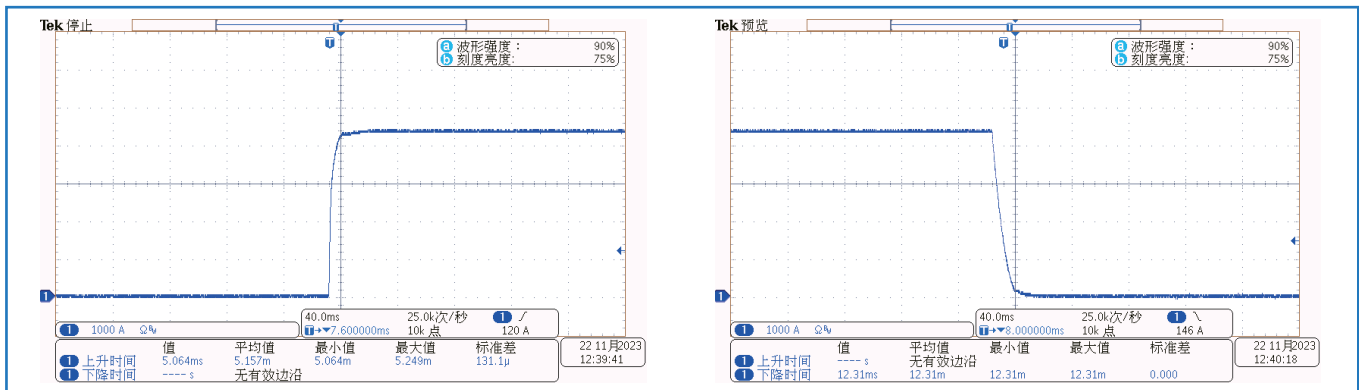 Tek 停止
T
T
a 波形强度： 90%
b 刻度亮度: 75%
1
40.0ms 25.0k次/秒 1
T→▼7.600000ms 10k 点 120 A
1 1000 A Ω
值 平均值 最小值 最大值 标准差
1 上升时间 5.064ms 5.157m 5.064m 5.249m 131.1µ
1 下降时间 ---- s 无有效边沿
22 11月2023
12:39:41
Tek 预览
T
T
a 波形强度： 90%
b 刻度亮度: 75%
1
40.0ms 25.0k次/秒 1
T→▼8.000000ms 10k 点 146 A
1 1000 A Ω
值 平均值 最小值 最大值 标准差
1 上升时间 ---- s 无有效边沿
1 下降时间 12.31ms 12.31m 12.31m 12.31m 0.000
22 11月2023
12:40:18